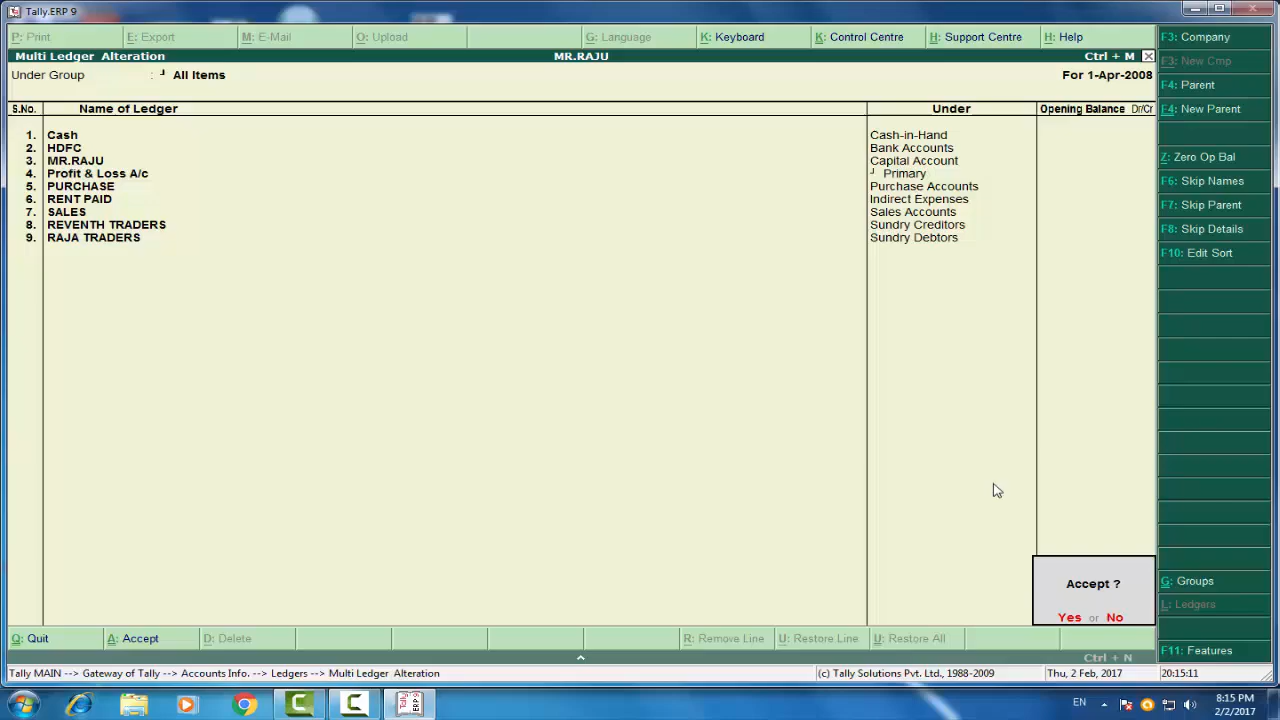 Tally.ERP 9
P: Print E: Export M: E-Mail O: Upload G: Language K: Keyboard K: Control Centre H: Support Centre H: Help
Multi Ledger Alteration MR.RAJU Ctrl + M
Under Group : ┘ All Items For 1-Apr-2008
S.No. Name of Ledger Under Opening Balance Dr/Cr
1. Cash Cash-in-Hand
2. HDFC Bank Accounts
3. MR.RAJU Capital Account
4. Profit & Loss A/c ┘ Primary
5. PURCHASE Purchase Accounts
6. RENT PAID Indirect Expenses
7. SALES Sales Accounts
8. REVENTH TRADERS Sundry Creditors
9. RAJA TRADERS Sundry Debtors
F3: Company
F3: New Cmp
F4: Parent
F4: New Parent
Z: Zero Op Bal
F6: Skip Names
F7: Skip Parent
F8: Skip Details
F10: Edit Sort
G: Groups
L: Ledgers
F11: Features
Accept ?
Yes or No
Q: Quit A: Accept D: Delete R: Remove Line U: Restore Line U: Restore All
Ctrl + N
Tally MAIN --> Gateway of Tally --> Accounts Info. --> Ledgers --> Multi Ledger Alteration (c) Tally Solutions Pvt. Ltd., 1988-2009 Thu, 2 Feb, 2017 20:15:11
EN 8:15 PM
2/2/2017